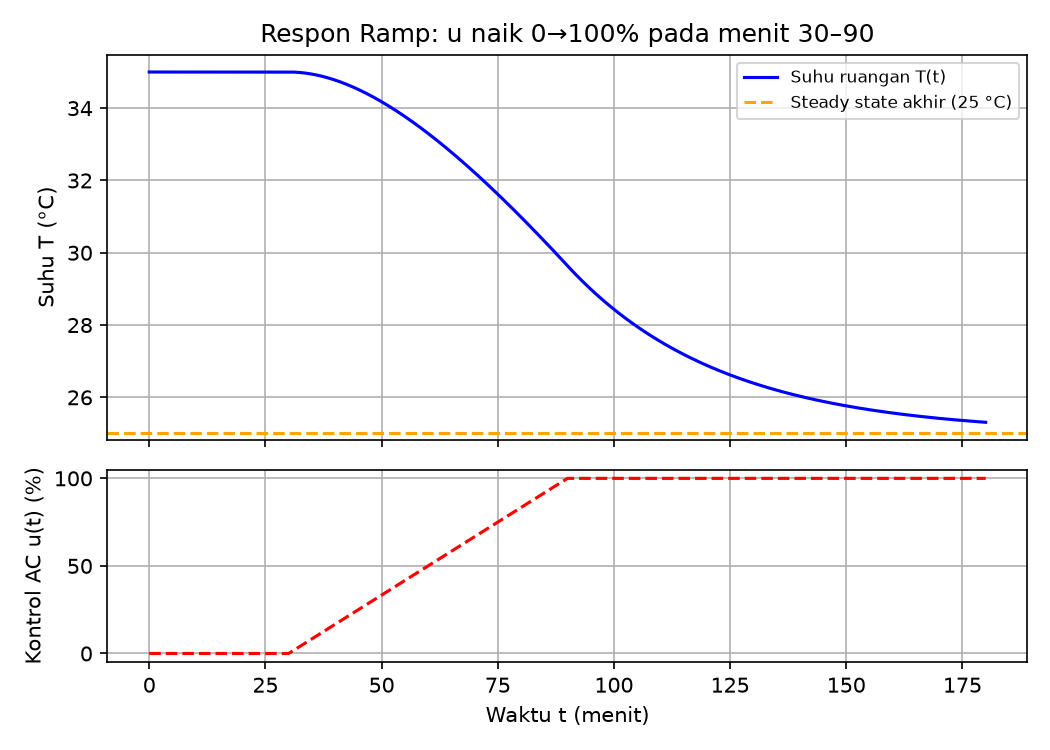 Respon Ramp: u naik 0→100% pada menit 30–90
Suhu T (°C)
34
32
30
28
26
Suhu ruangan T(t)
Steady state akhir (25 °C)
Kontrol AC u(t) (%)
100
50
0
0 25 50 75 100 125 150 175
Waktu t (menit)